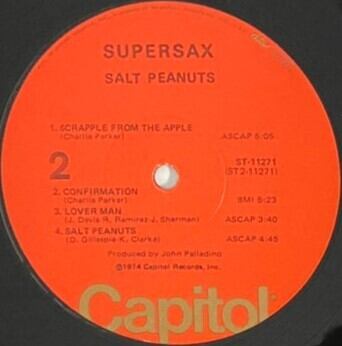 SUPERSAX
SALT PEANUTS
1. SCRAPPLE FROM THE APPLE
(Charlie Parker) ASCAP 5:05
2 ST-11271
(ST2-11271)
2. CONFIRMATION
(Charlie Parker) BMI 5:23
3. LOVER MAN
(J. Davis-R. Ramirez-J. Sherman) ASCAP 3:40
4. SALT PEANUTS
(D. Gillespie-K. Clarke) ASCAP 4:45
Produced by John Palladino
©1974 Capitol Records, Inc.
Capitol®